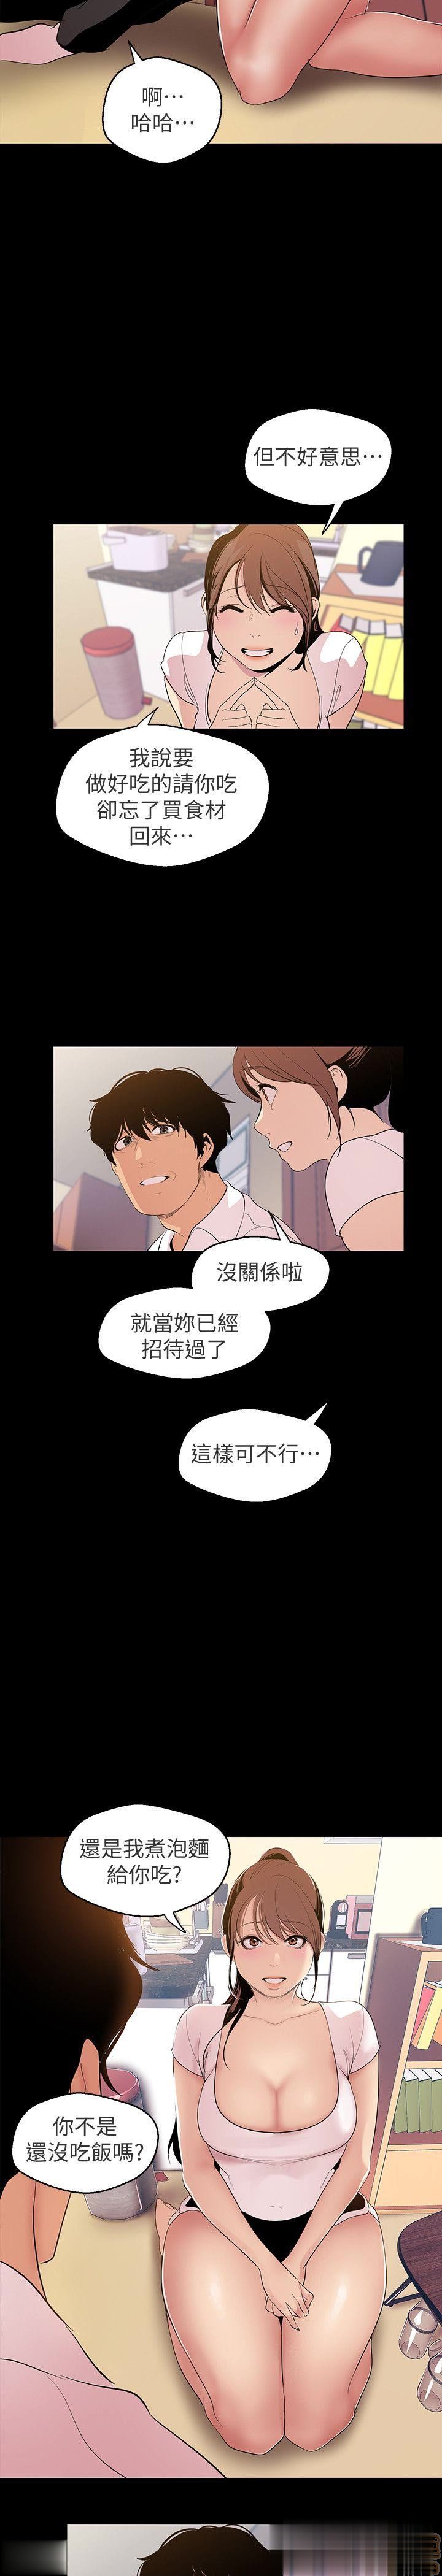 啊⋯
哈哈⋯
但不好意思⋯
我說要
做好吃的請你吃
卻忘了買食材
回來⋯
沒關係啦
就當妳已經
招待過了
這樣可不行⋯
還是我煮泡麵
給你吃?
你不是
還沒吃飯嗎?